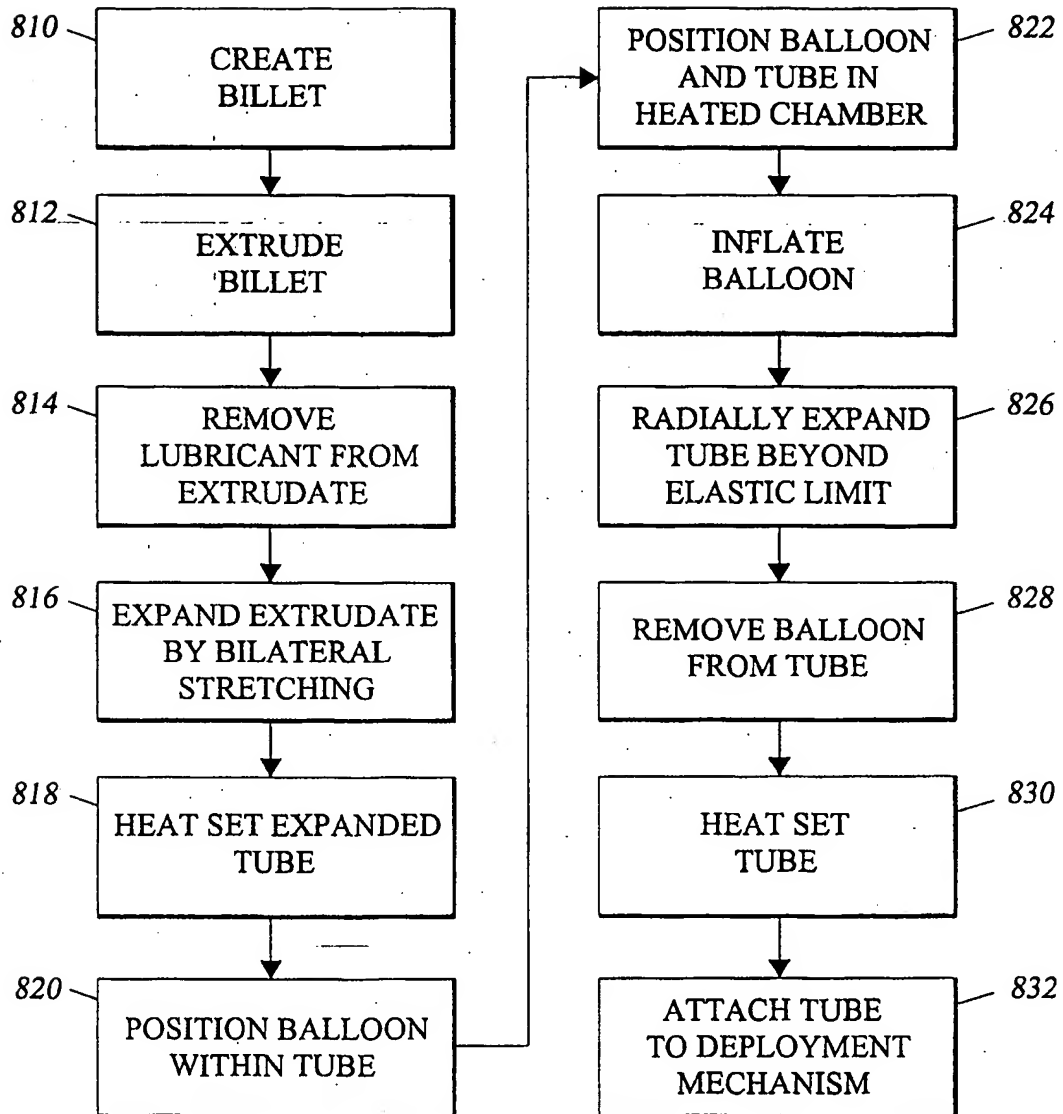 810
CREATE
BILLET
812
EXTRUDE
BILLET
814
REMOVE
LUBRICANT FROM
EXTRUDATE
816
EXPAND EXTRUDATE
BY BILATERAL
STRETCHING
818
HEAT SET EXPANDED
TUBE
820
POSITION BALLOON
WITHIN TUBE
822
POSITION BALLOON
AND TUBE IN
HEATED CHAMBER
824
INFLATE
BALLOON
826
RADIALLY EXPAND
TUBE BEYOND
ELASTIC LIMIT
828
REMOVE BALLOON
FROM TUBE
830
HEAT SET
TUBE
832
ATTACH TUBE
TO DEPLOYMENT
MECHANISM